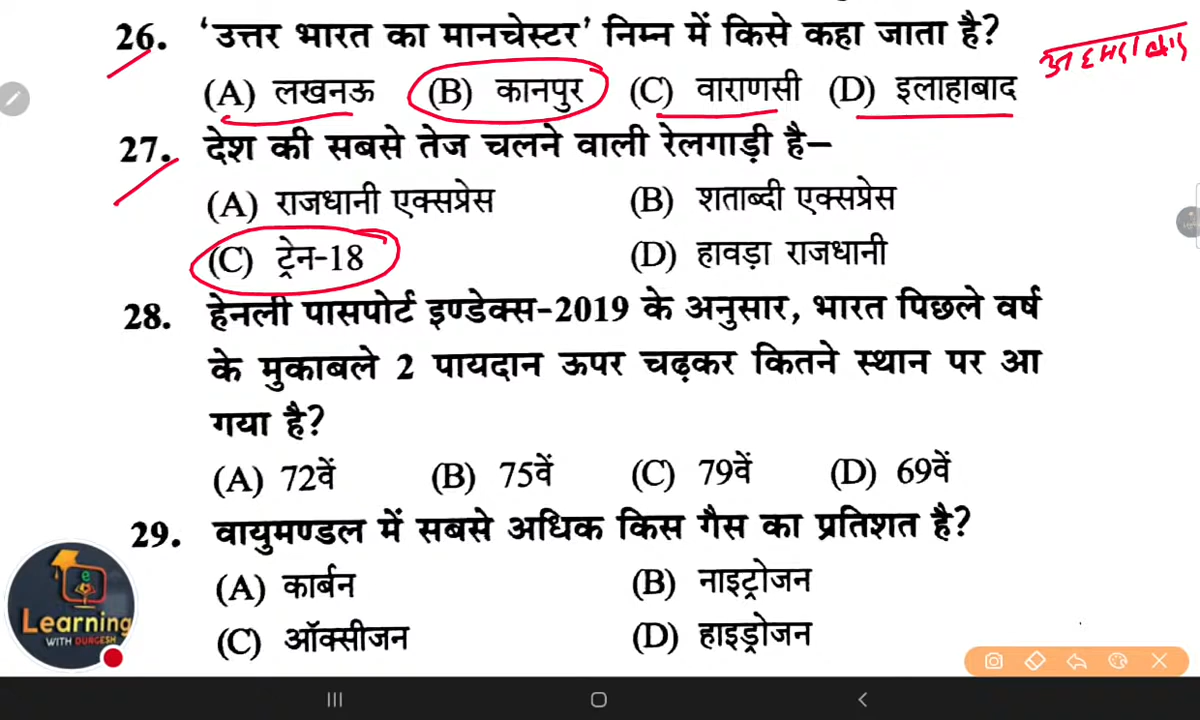 26. ‘उत्तर भारत का मानचेस्टर’ निम्न में किसे कहा जाता है?
अहमदाबाद
(A) लखनऊ (B) कानपुर (C) वाराणसी (D) इलाहाबाद
27. देश की सबसे तेज चलने वाली रेलगाड़ी है–
(A) राजधानी एक्सप्रेस (B) शताब्दी एक्सप्रेस
(C) ट्रेन-18 (D) हावड़ा राजधानी
28. हेनली पासपोर्ट इण्डेक्स-2019 के अनुसार, भारत पिछले वर्ष
के मुकाबले 2 पायदान ऊपर चढ़कर कितने स्थान पर आ
गया है?
(A) 72वें (B) 75वें (C) 79वें (D) 69वें
29. वायुमण्डल में सबसे अधिक किस गैस का प्रतिशत है?
(A) कार्बन (B) नाइट्रोजन
(C) ऑक्सीजन (D) हाइड्रोजन
e
Learning
WITH DURGESH